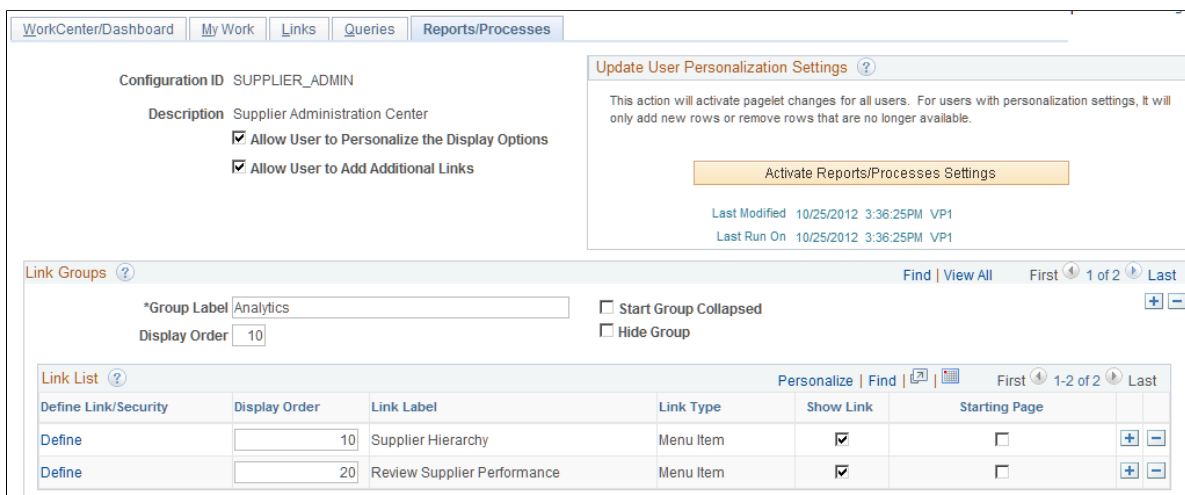 WorkCenter/Dashboard My Work Links Queries Reports/Processes
Configuration ID SUPPLIER_ADMIN
Description Supplier Administration Center
Allow User to Personalize the Display Options
Allow User to Add Additional Links
Update User Personalization Settings
This action will activate pagelet changes for all users. For users with personalization settings, It will
only add new rows or remove rows that are no longer available.
Activate Reports/Processes Settings
Last Modified 10/25/2012 3:36:25PM VP1
Last Run On 10/25/2012 3:36:25PM VP1
Link Groups Find | View All First 1 of 2 Last
*Group Label Analytics Start Group Collapsed
Display Order 10 Hide Group
Link List Personalize | Find | | First 1-2 of 2 Last
Define Link/Security Display Order Link Label Link Type Show Link Starting Page
Define 10 Supplier Hierarchy Menu Item
Define 20 Review Supplier Performance Menu Item